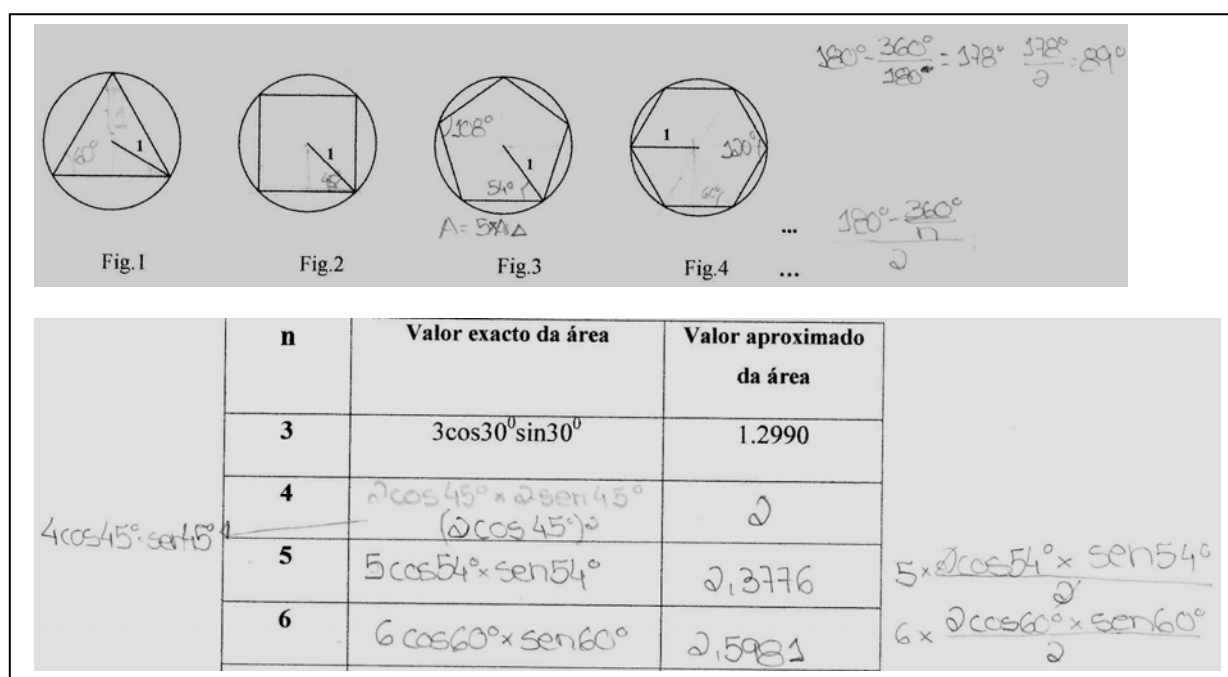 180° - 360°/180° = 178° 178°/2 : 89°
1 1 1 1
60° 45° 108° 54° 120° 60°
A = 5×A△
... 180° - 360°/n
2
Fig.1 Fig.2 Fig.3 Fig.4 ...
n Valor exacto da área Valor aproximado
da área
3 3cos30⁰sin30⁰ 1.2990
4 2cos45° × 2sen45° 2
(2cos45°)²
4cos45°·sen45°
5 5cos54° × sen54° 2,3776 5 × 2cos54° × sen54°/2
6 6cos60° × sen60° 2,5981 6 × 2cos60° × sen60°/2